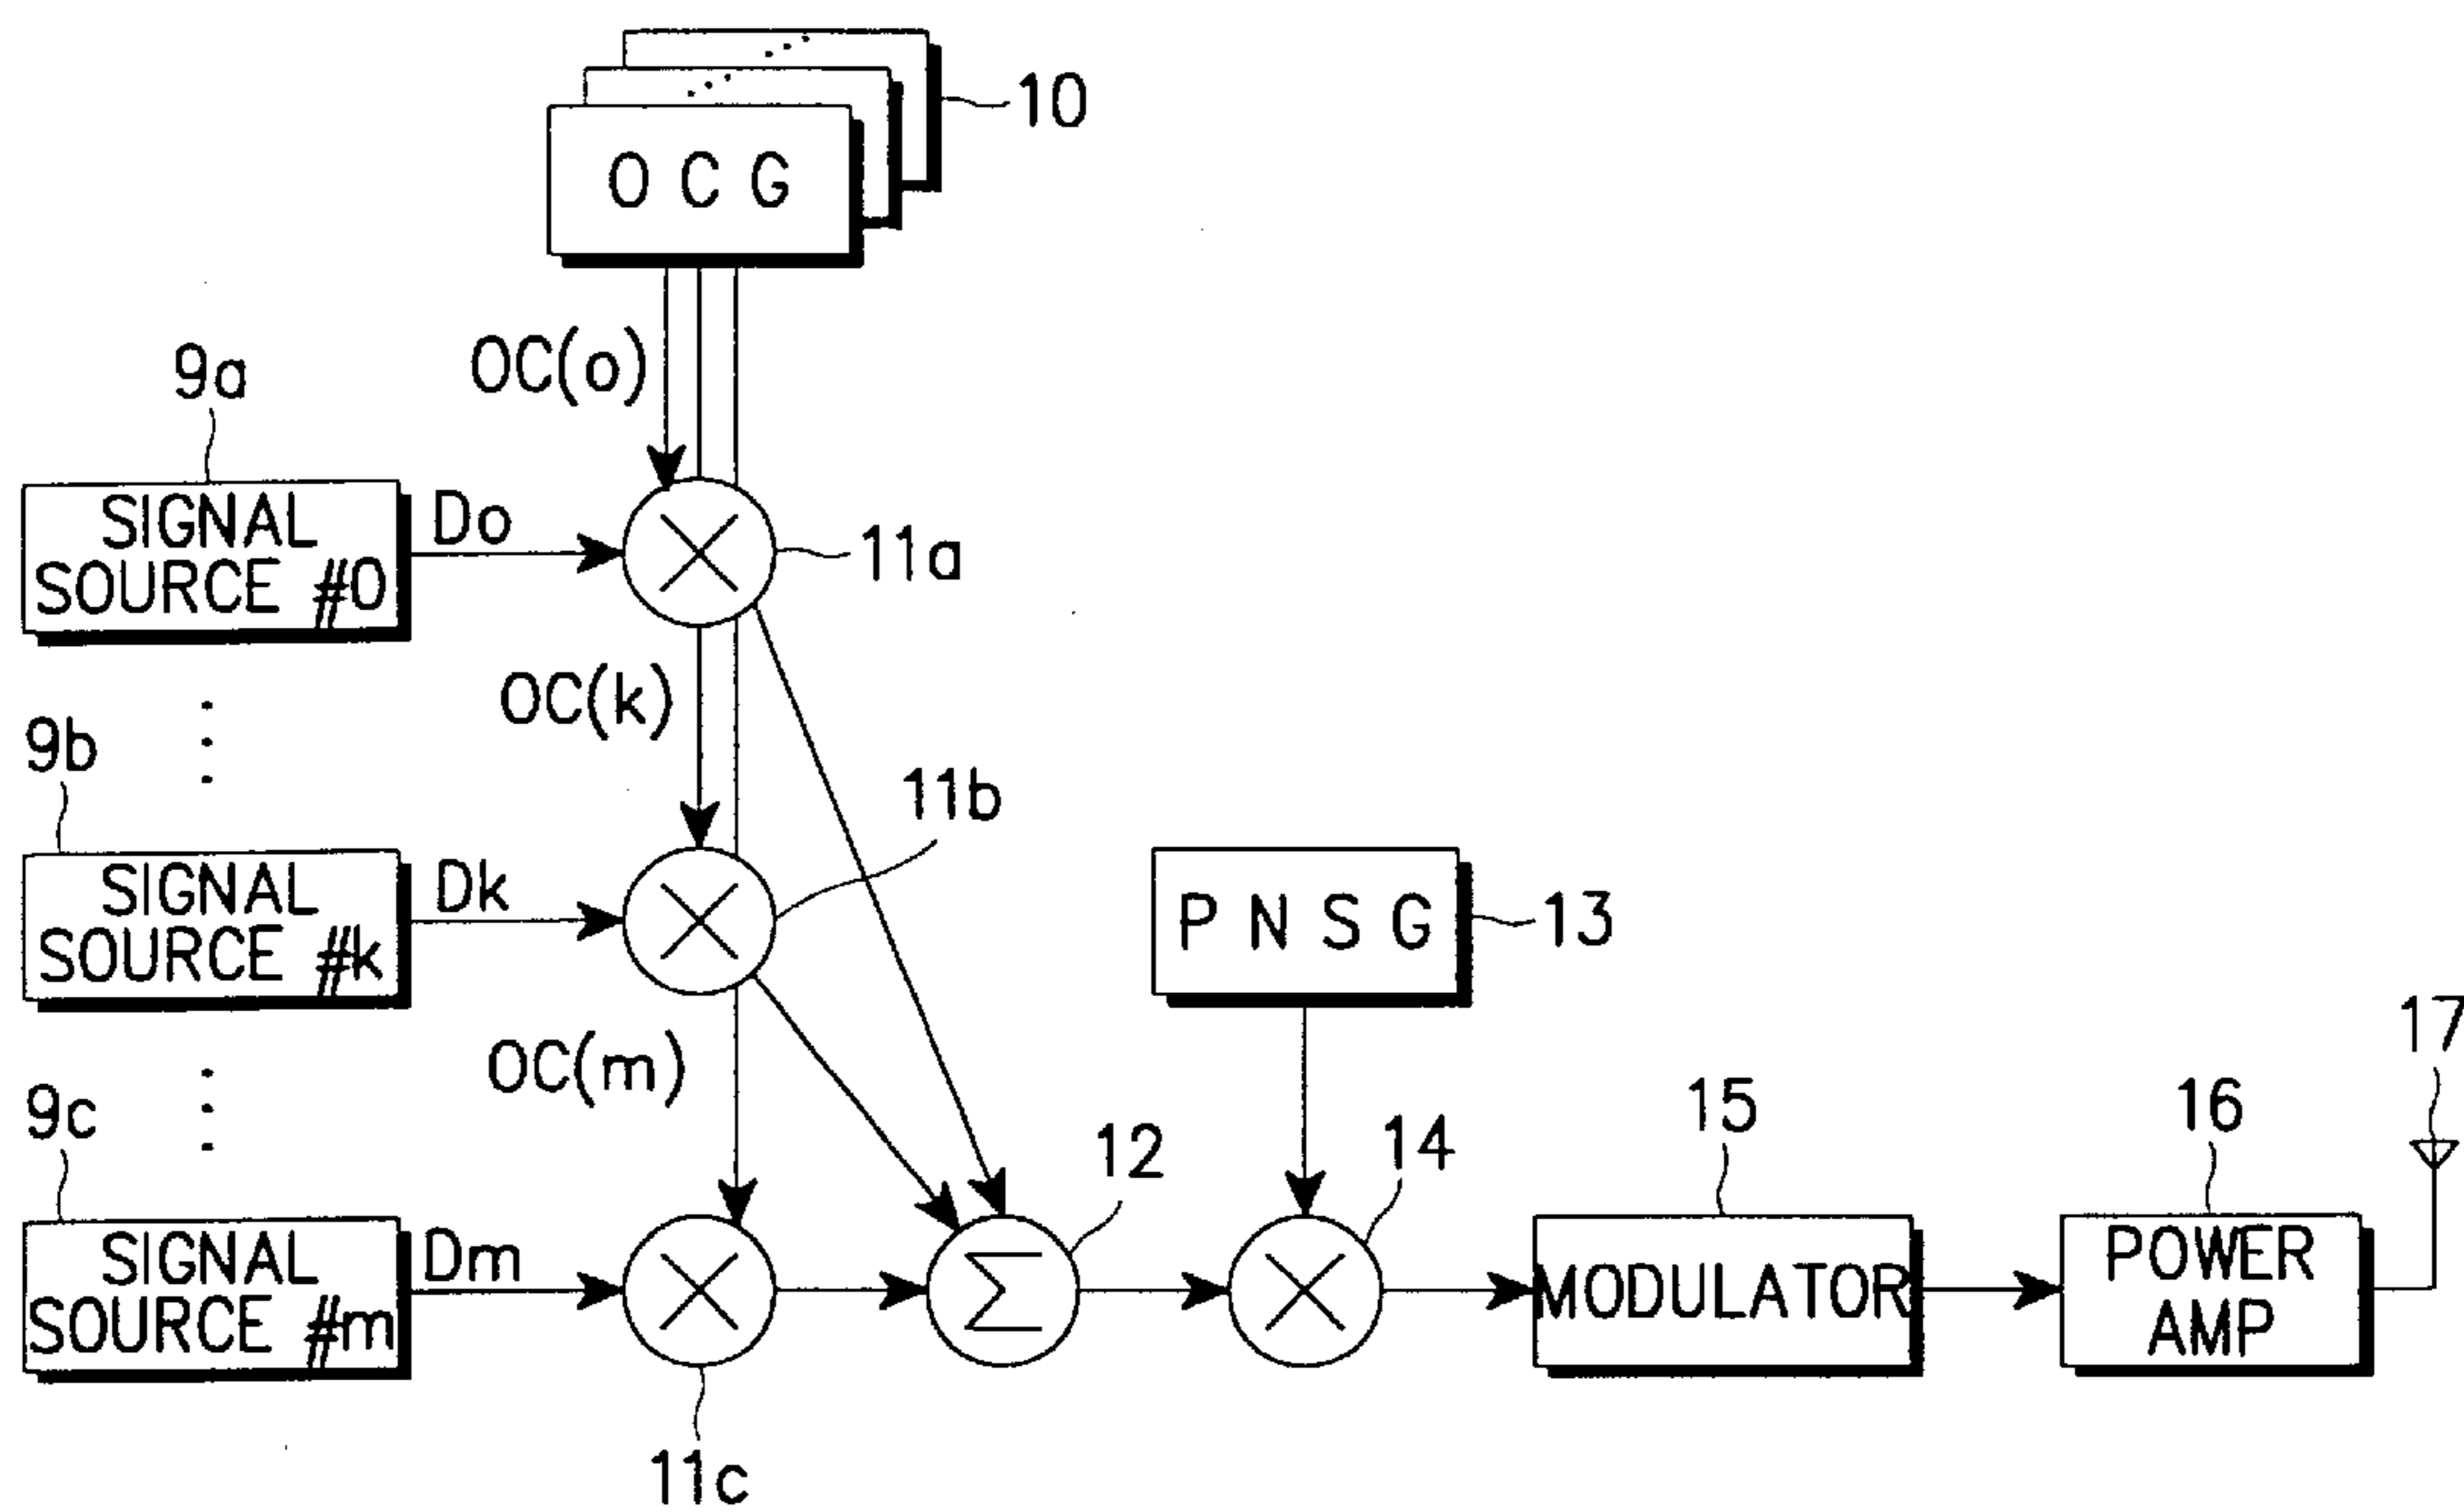 10
O C G
OC(o)
9a
SIGNAL
SOURCE #0
Do
11a
OC(k)
9b
11b
SIGNAL
SOURCE #k
Dk
P N S G
13
OC(m)
9c
12
14
15
16
17
SIGNAL
SOURCE #m
Dm
Σ
MODULATOR
POWER
AMP
11c